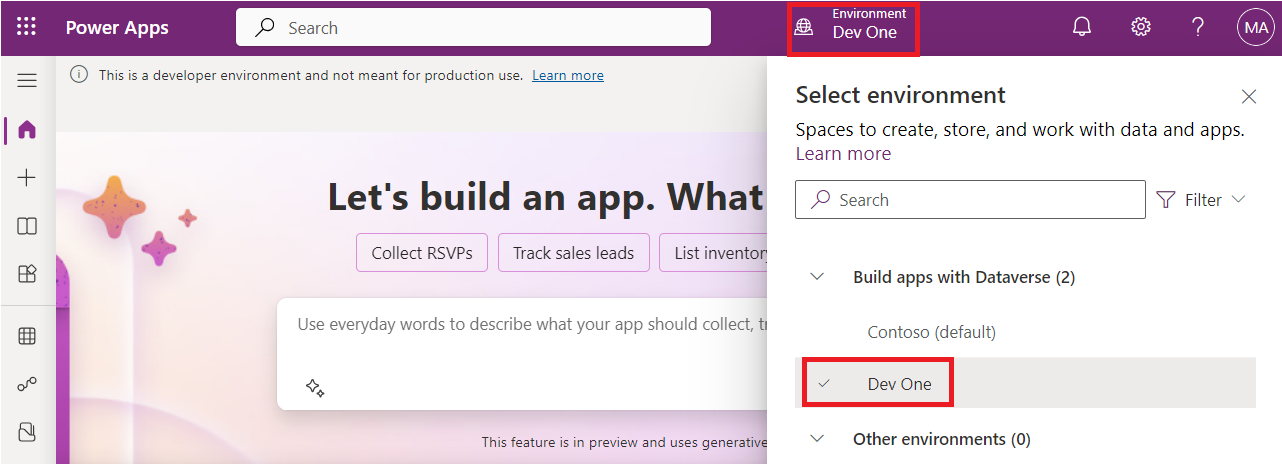 Power Apps
Search
Environment
Dev One
?
MA
This is a developer environment and not meant for production use. Learn more
Let's build an app. What
Collect RSVPs
Track sales leads
List inventory
Use everyday words to describe what your app should collect, tr
This feature is in preview and uses generative
Select environment
Spaces to create, store, and work with data and apps.
Learn more
Search
Filter
Build apps with Dataverse (2)
Contoso (default)
Dev One
Other environments (0)